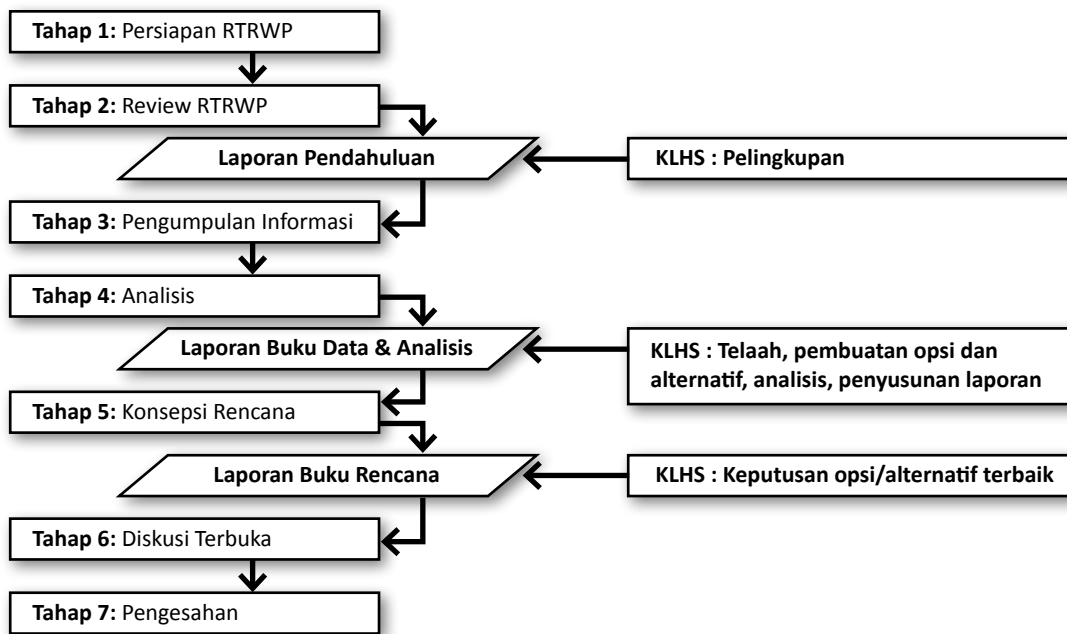 Tahap 1: Persiapan RTRWP
Tahap 2: Review RTRWP
Laporan Pendahuluan
KLHS : Pelingkupan
Tahap 3: Pengumpulan Informasi
Tahap 4: Analisis
Laporan Buku Data & Analisis
KLHS : Telaah, pembuatan opsi dan
alternatif, analisis, penyusunan laporan
Tahap 5: Konsepsi Rencana
Laporan Buku Rencana
KLHS : Keputusan opsi/alternatif terbaik
Tahap 6: Diskusi Terbuka
Tahap 7: Pengesahan